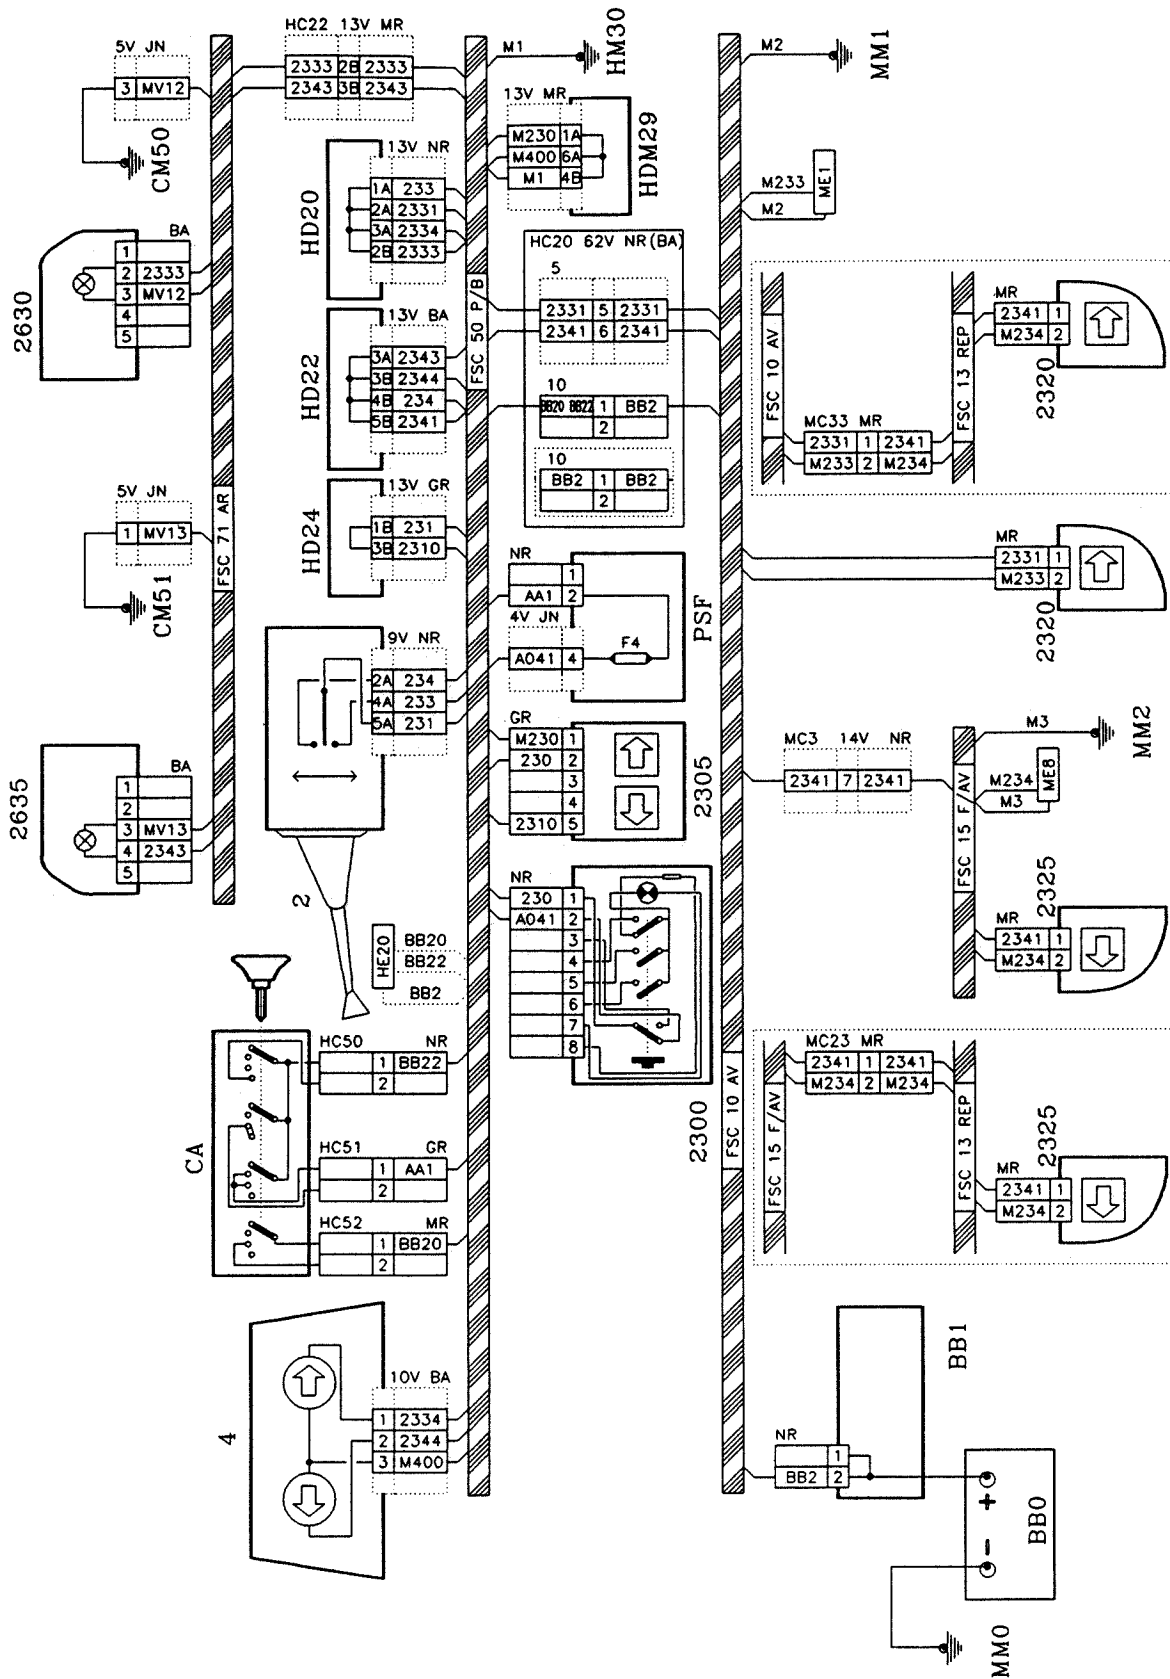 HC22 13V MR
2333 2B 2333
2343 3B 2343
5V JN
3 MV12
CM50
M1
HM30
13V MR
M230 1A
M400 6A
M1 4B
HDM29
M2
MM1
M233
M2
ME1
2630
BA
1
2 2333
3 MV12
4
5
HD20
13V NR
1A 233
2A 2331
3A 2334
2B 2333
HD22
13V BA
3A 2343
3B 2344
4B 234
5B 2341
HD24
13V GR
1B 231
3B 2310
FSC 50 P/B
HC20 62V NR(BA)
5
2331 5 2331
2341 6 2341
10
BB20 BB22 1 BB2
2
10
BB2 1 BB2
2
FSC 10 AV
MC33 MR
2331 1 2341
M233 2 M234
FSC 13 REP
MR
2341 1
M234 2
2320
5V JN
1 MV13
CM51
FSC 71 AR
NR
1
AA1 2
4V JN
A041 4
F4
PSF
MR
2331 1
M233 2
2320
2635
BA
1
2
3 MV13
4 2343
5
9V NR
2A 234
4A 233
5A 231
2
GR
M230 1
230 2
3
4
2310 5
2305
MC3 14V NR
2341 7 2341
M3
MM2
M234
M3
ME8
FSC 15 F/AV
MR
2341 1
M234 2
2325
HE20
BB20
BB22
BB2
NR
230 1
A041 2
3
4
5
6
7
8
2300
FSC 10 AV
CA
HC50 NR
1 BB22
2
HC51 GR
1 AA1
2
HC52 MR
1 BB20
2
FSC 15 F/AV
MC23 MR
2341 1 2341
M234 2 M234
FSC 13 REP
MR
2341 1
M234 2
2325
4
10V BA
1 2334
2 2344
3 M400
NR
1
BB2 2
BB1
+ −
BB0
MM0